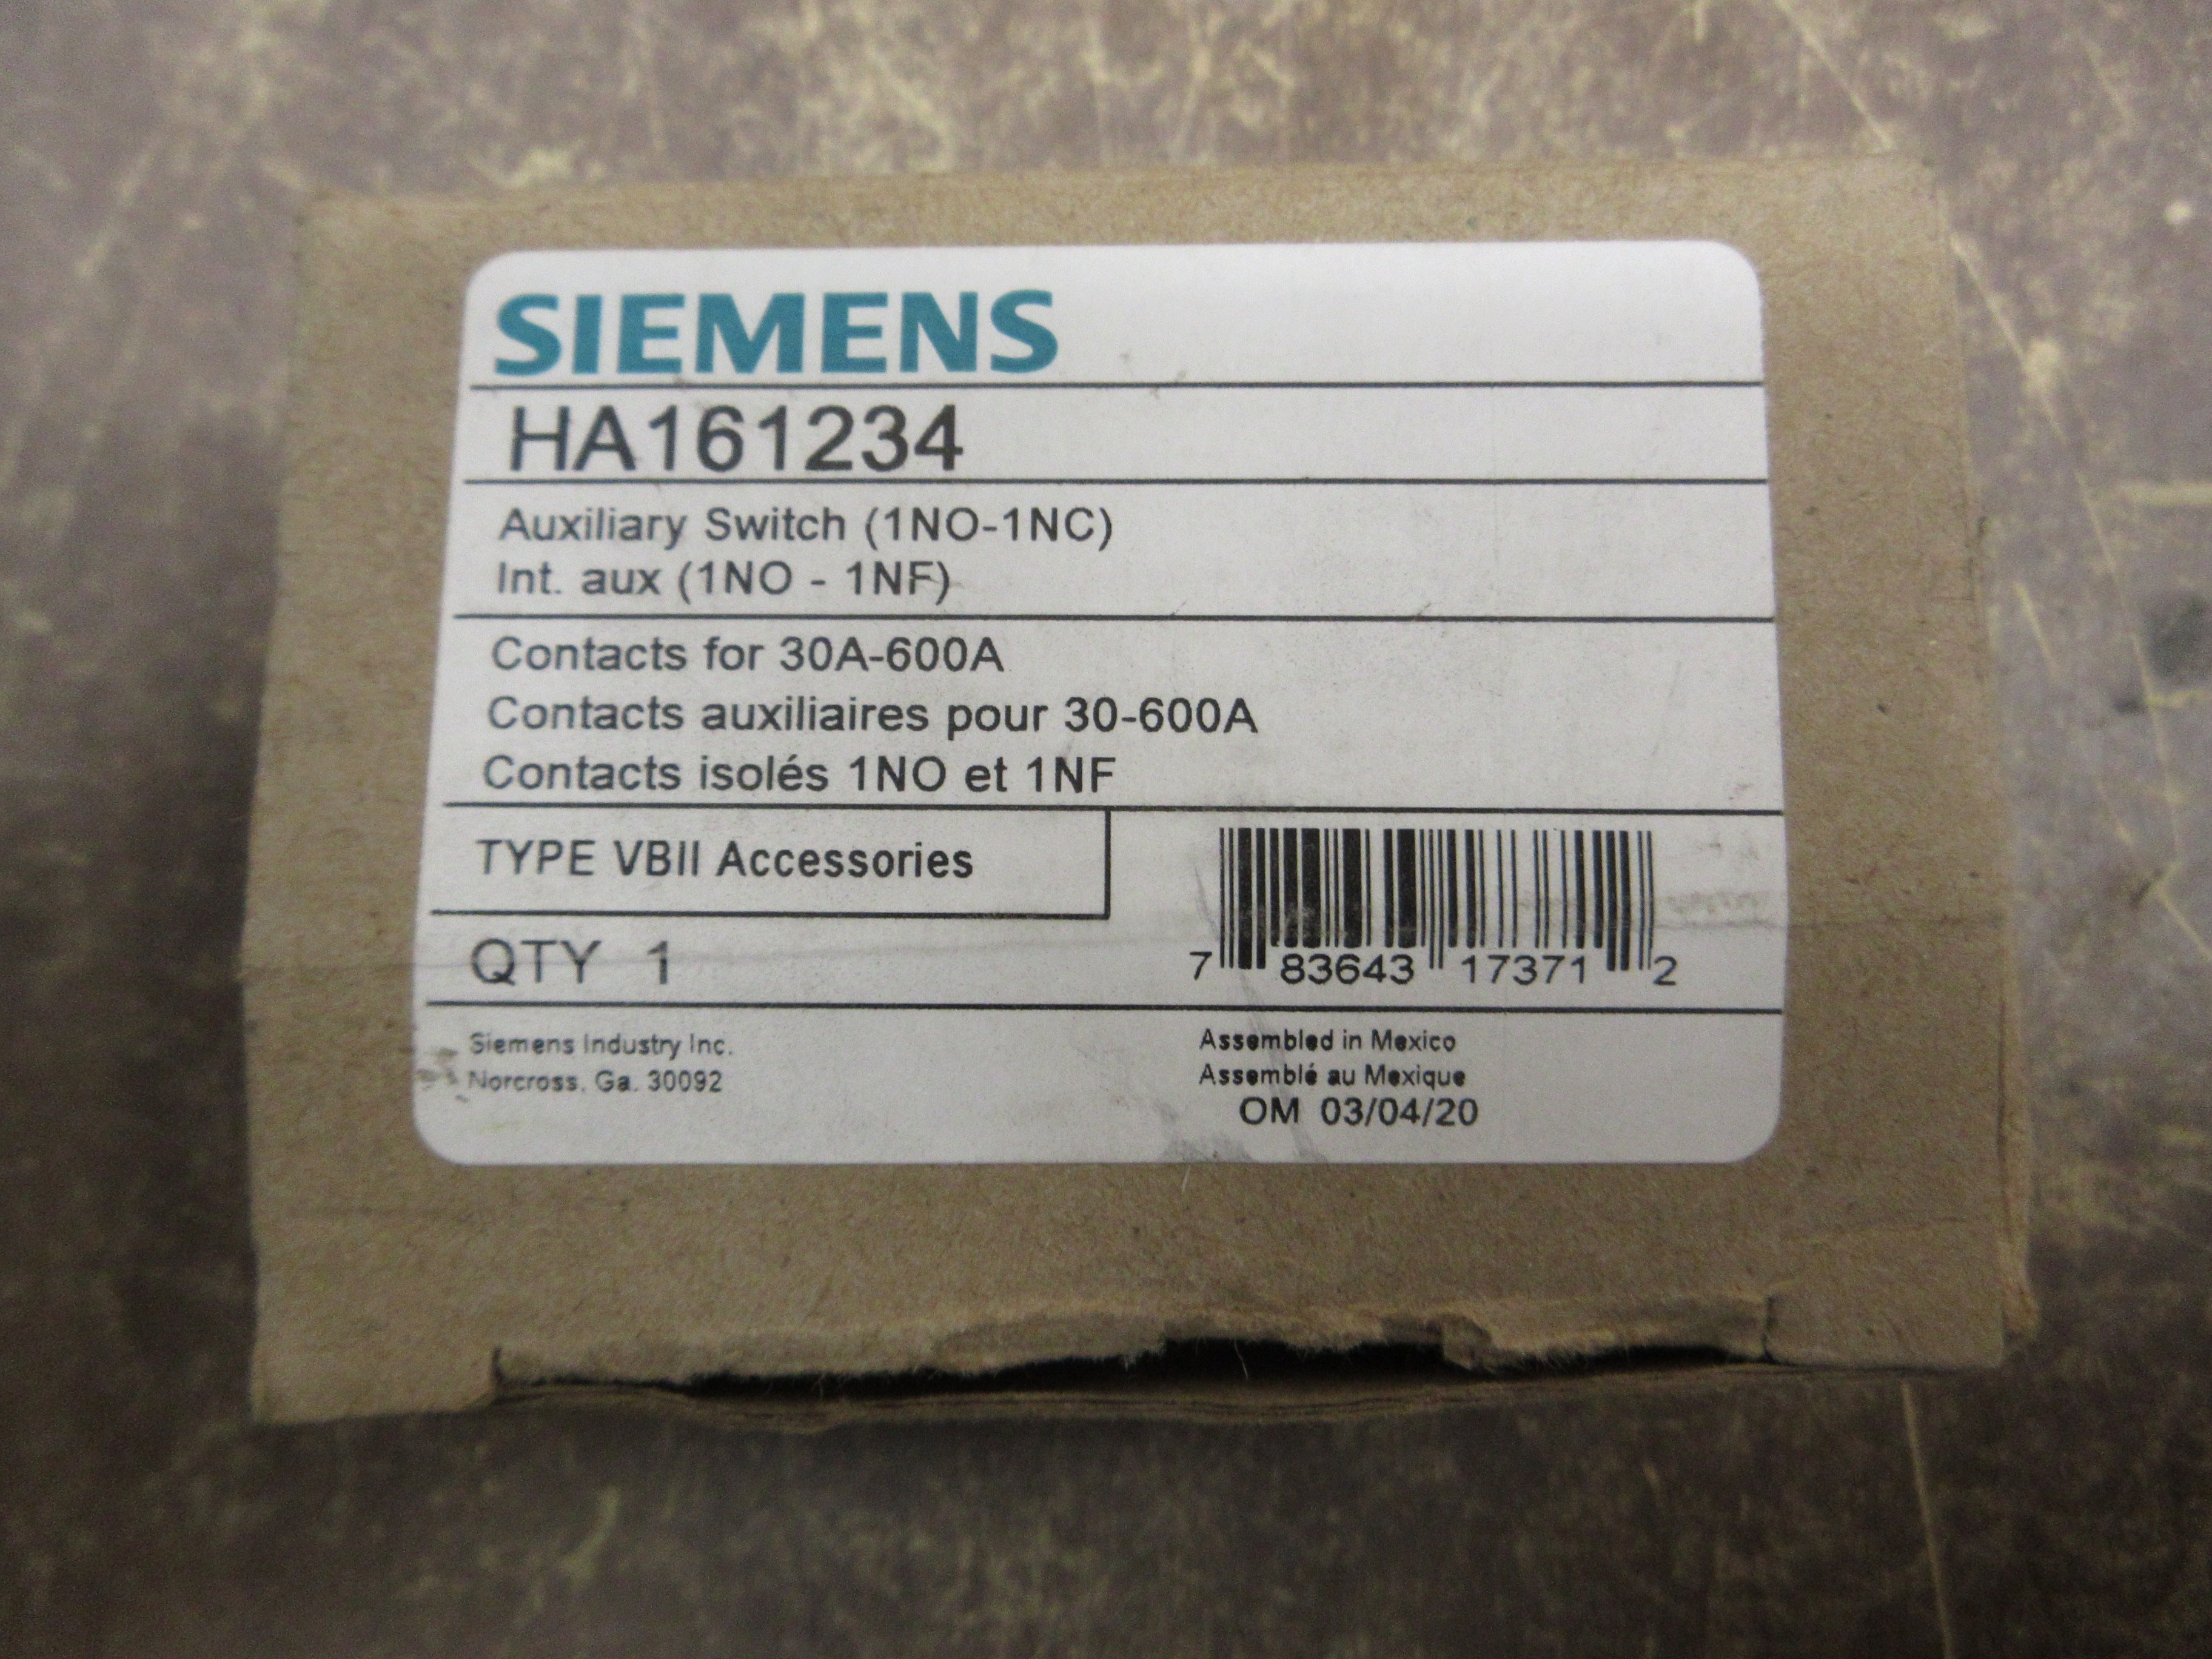 SIEMENS
HA161234
Auxiliary Switch (1NO-1NC)
Int. aux (1NO - 1NF)
Contacts for 30A-600A
Contacts auxiliaires pour 30-600A
Contacts isolés 1NO et 1NF
TYPE VBII Accessories
QTY 1
7 83643 17371 2
Siemens Industry Inc.
Norcross, Ga. 30092
Assembled in Mexico
Assemblé au Mexique
OM 03/04/20